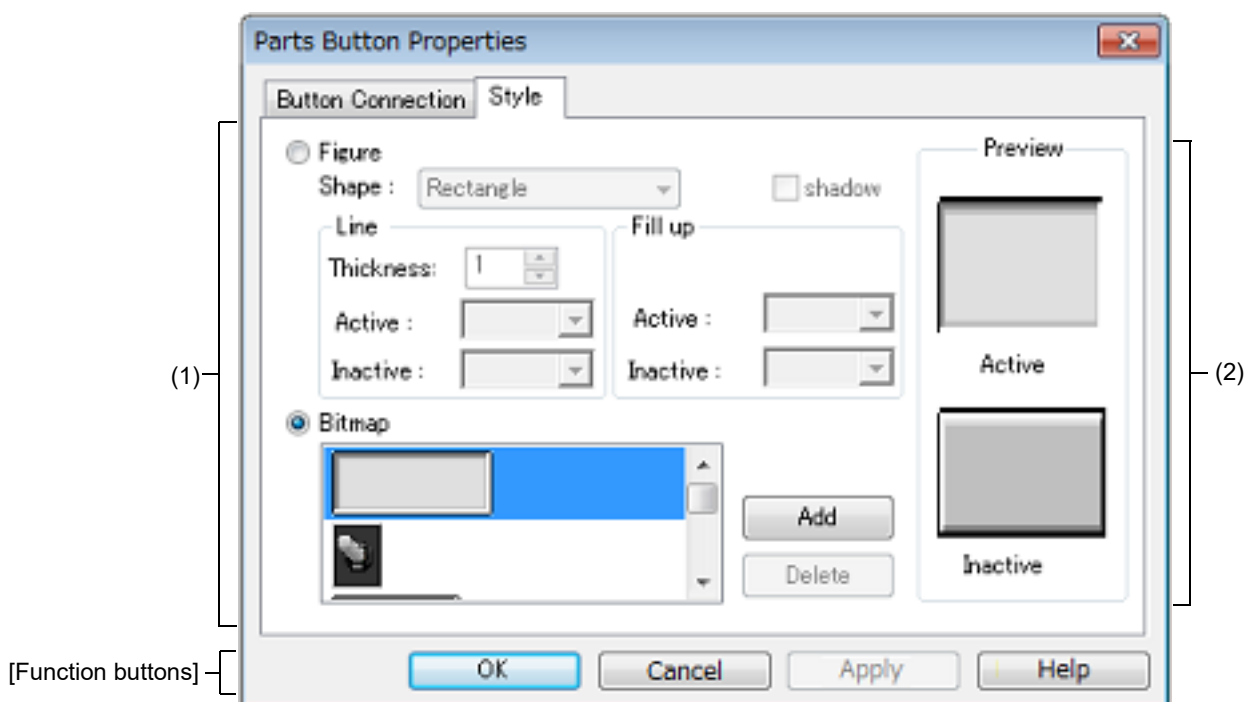 Parts Button Properties
Button Connection Style
Figure
Preview
Shape : Rectangle shadow
Line Fill up
Thickness: 1
Active : Active :
Active
(1) Inactive : Inactive : (2)
Bitmap
Add
Inactive
Delete
[Function buttons] OK Cancel Apply Help